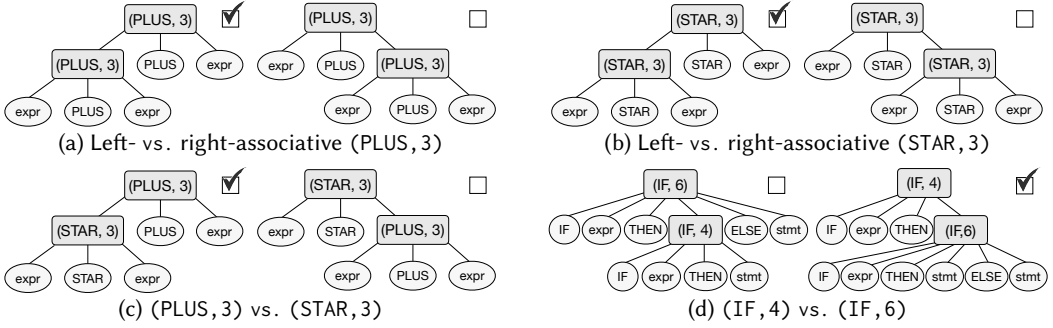 (PLUS, 3) (PLUS, 3) (STAR, 3) (STAR, 3)
(PLUS, 3) PLUS expr expr PLUS (PLUS, 3) (STAR, 3) STAR expr expr STAR (STAR, 3)
expr PLUS expr expr PLUS expr expr STAR expr expr STAR expr
(a) Left- vs. right-associative (PLUS,3) (b) Left- vs. right-associative (STAR,3)
(PLUS, 3) (STAR, 3) (IF, 6) (IF, 4)
(STAR, 3) PLUS expr expr STAR (PLUS, 3) IF expr THEN (IF, 4) ELSE stmt IF expr THEN (IF,6)
expr STAR expr expr PLUS expr IF expr THEN stmt IF expr THEN stmt ELSE stmt
(c) (PLUS,3) vs. (STAR,3) (d) (IF,4) vs. (IF,6)